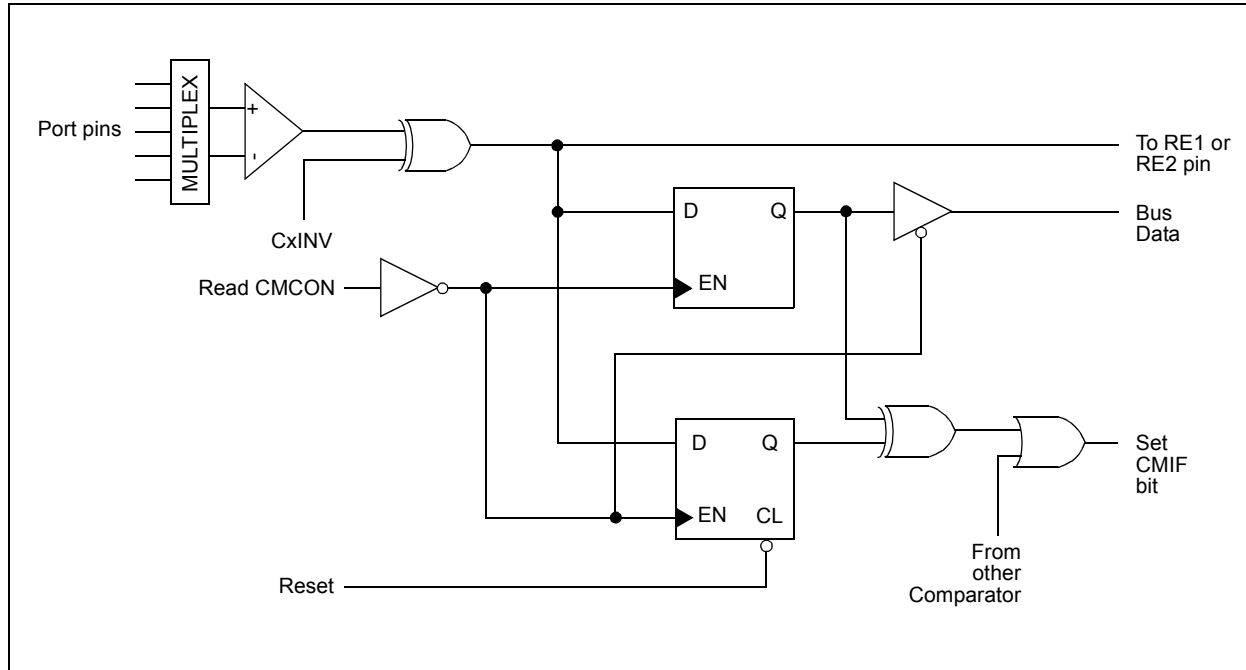 MULTIPLEX
+
-
Port pins
CxINV
To RE1 or
RE2 pin
D
Q
EN
Bus
Data
Read CMCON
D
Q
EN
CL
Set
CMIF
bit
From
other
Comparator
Reset